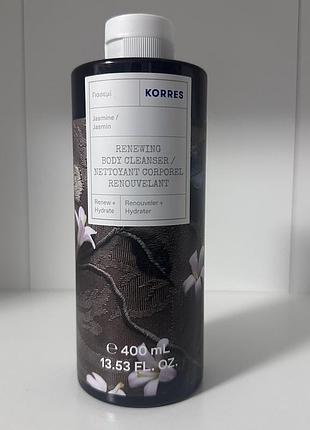 Γιασεμί
KORRES
Jasmine /
Jasmin
RENEWING
BODY CLEANSER /
NETTOYANT CORPOREL
RENOUVELANT
Renew +
Hydrate
Renouveler +
Hydrater
℮ 400 mL
13.53 FL. OZ.